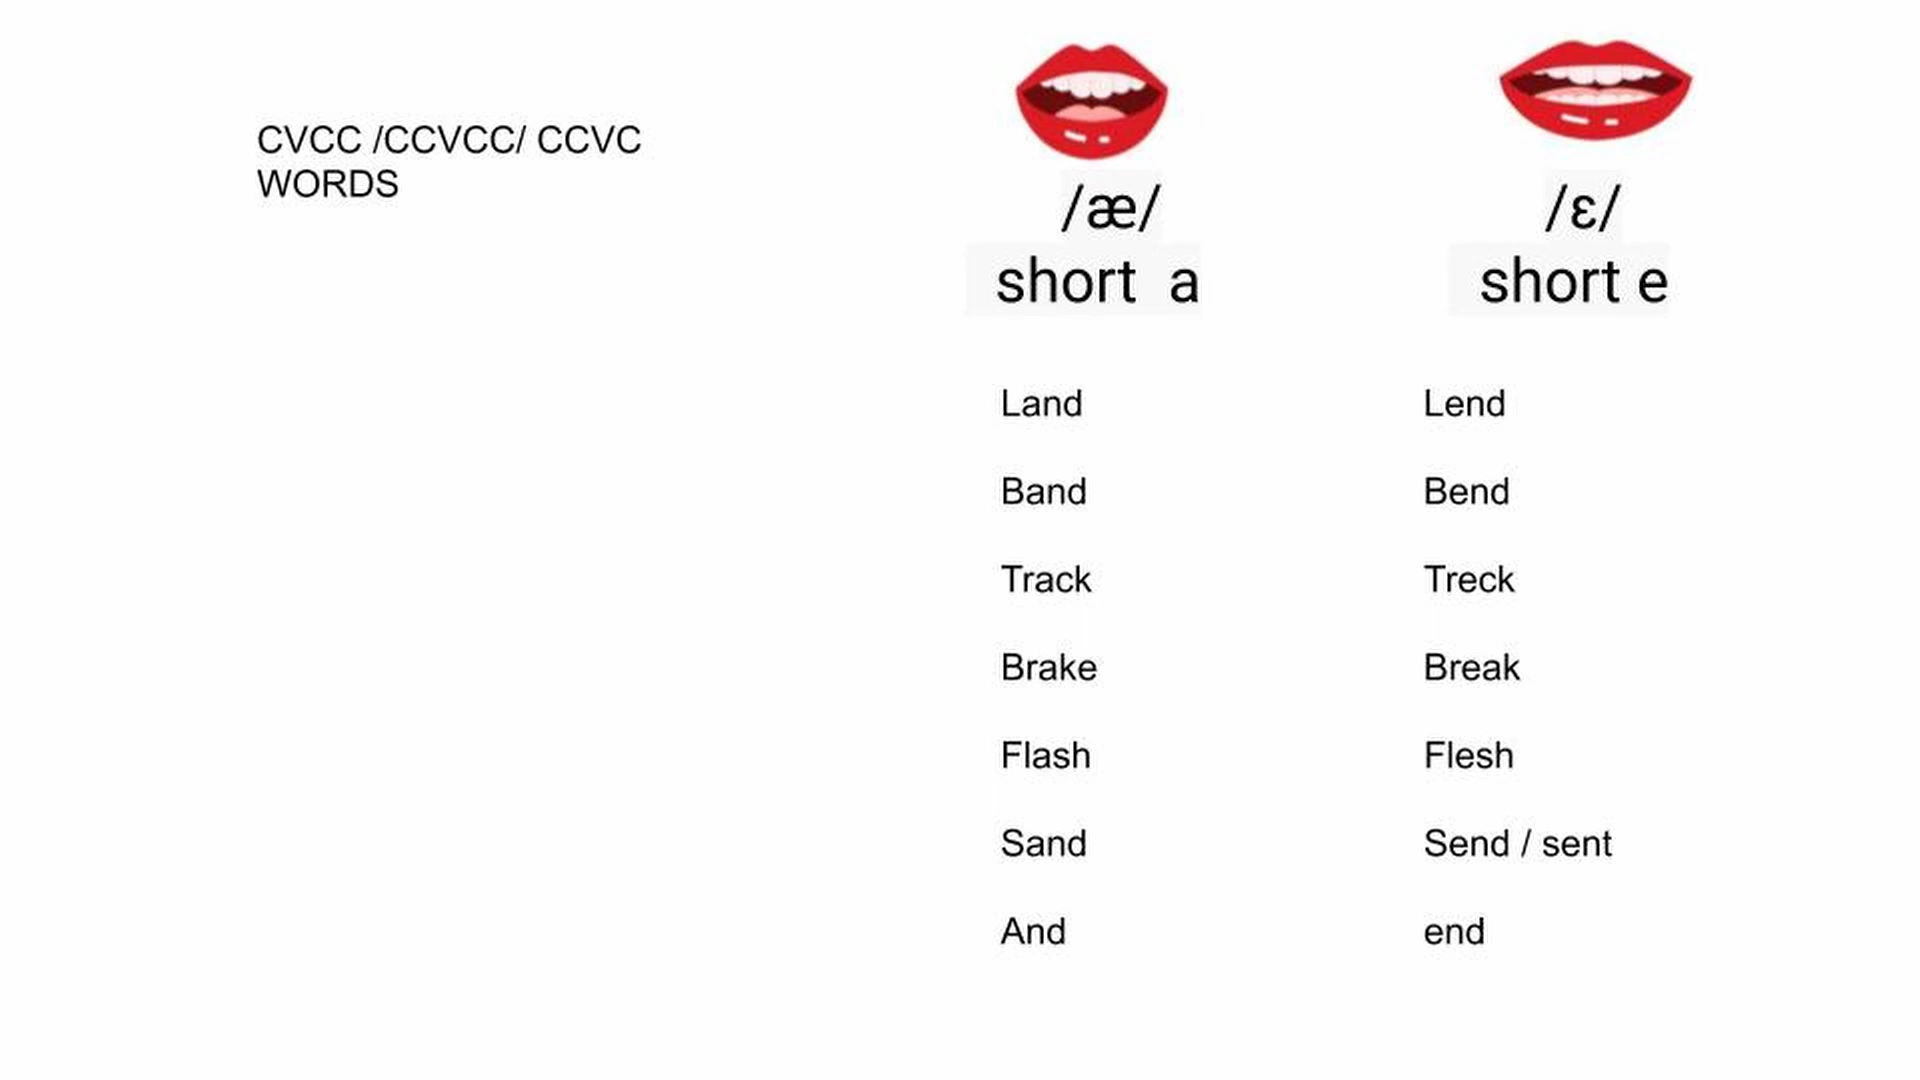 CVCC /CCVCC/ CCVC
WORDS
/æ/
short a
/ɛ/
short e
Land
Lend
Band
Bend
Track
Treck
Brake
Break
Flash
Flesh
Sand
Send / sent
And
end